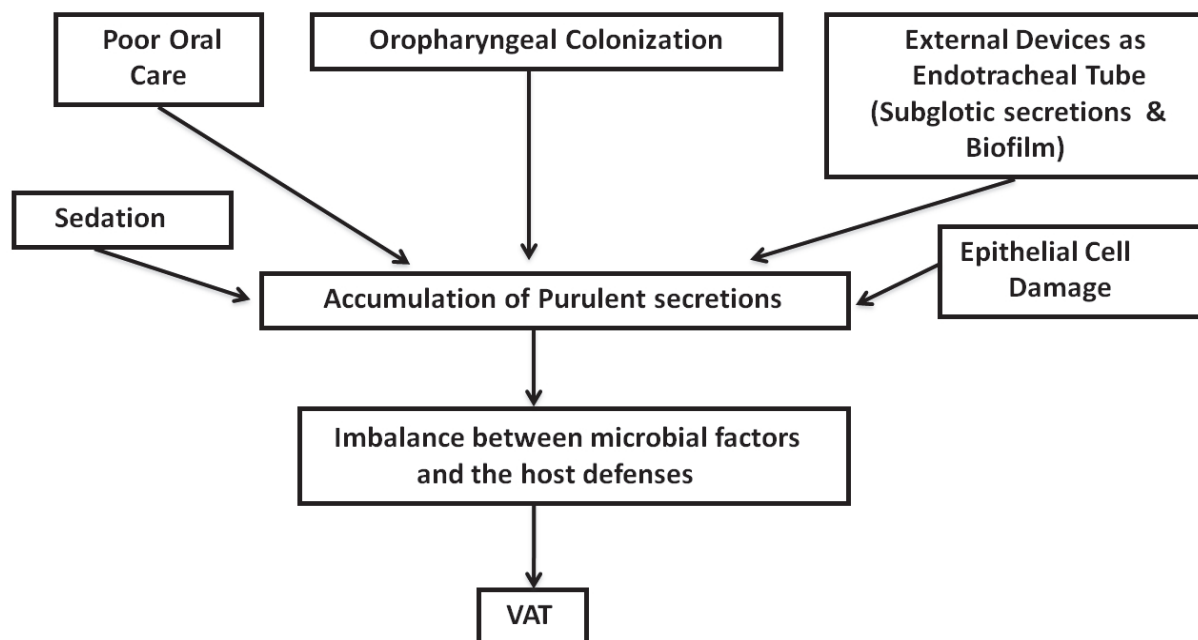 Poor Oral
Care
Oropharyngeal Colonization
External Devices as
Endotracheal Tube
(Subglotic secretions &
Biofilm)
Sedation
Epithelial Cell
Damage
Accumulation of Purulent secretions
Imbalance between microbial factors
and the host defenses
VAT